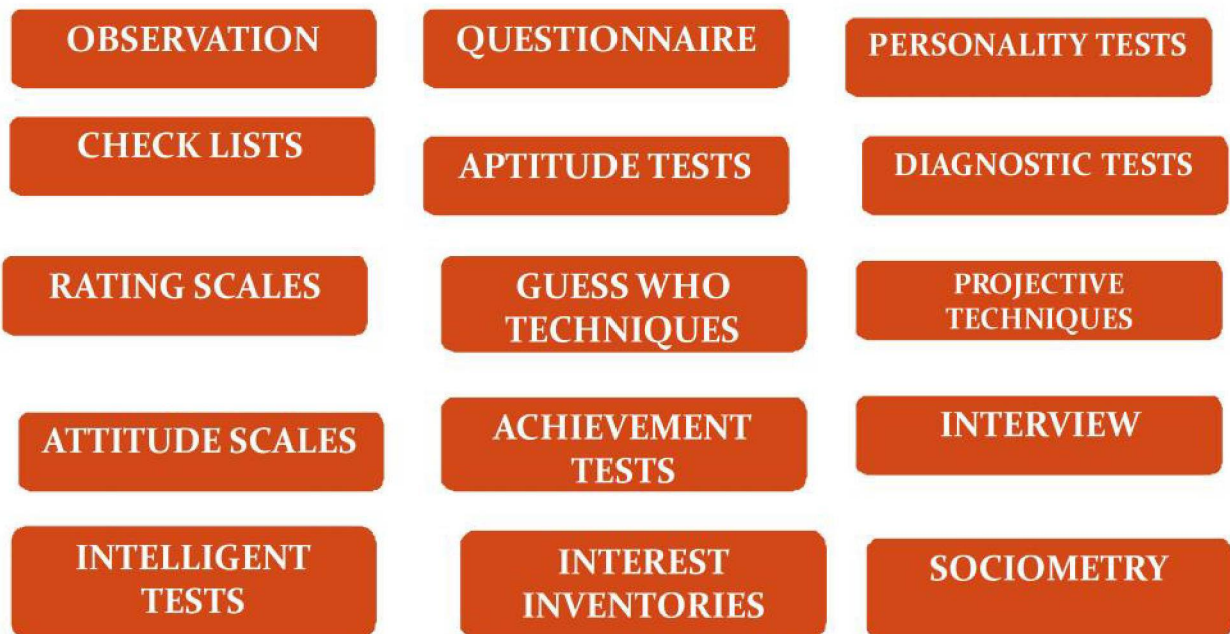 OBSERVATION
QUESTIONNAIRE
PERSONALITY TESTS
CHECK LISTS
APTITUDE TESTS
DIAGNOSTIC TESTS
RATING SCALES
GUESS WHO
TECHNIQUES
PROJECTIVE
TECHNIQUES
ATTITUDE SCALES
ACHIEVEMENT
TESTS
INTERVIEW
INTELLIGENT
TESTS
INTEREST
INVENTORIES
SOCIOMETRY